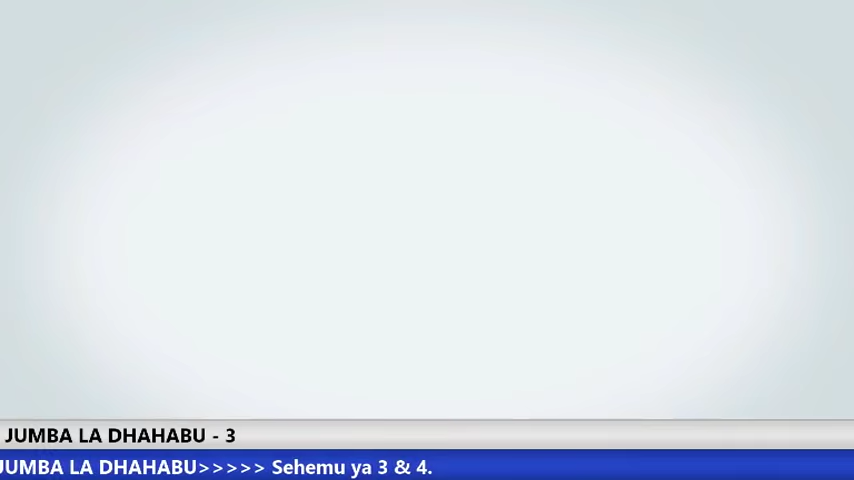 JUMBA LA DHAHABU - 3
JUMBA LA DHAHABU>>>>> Sehemu ya 3 & 4.